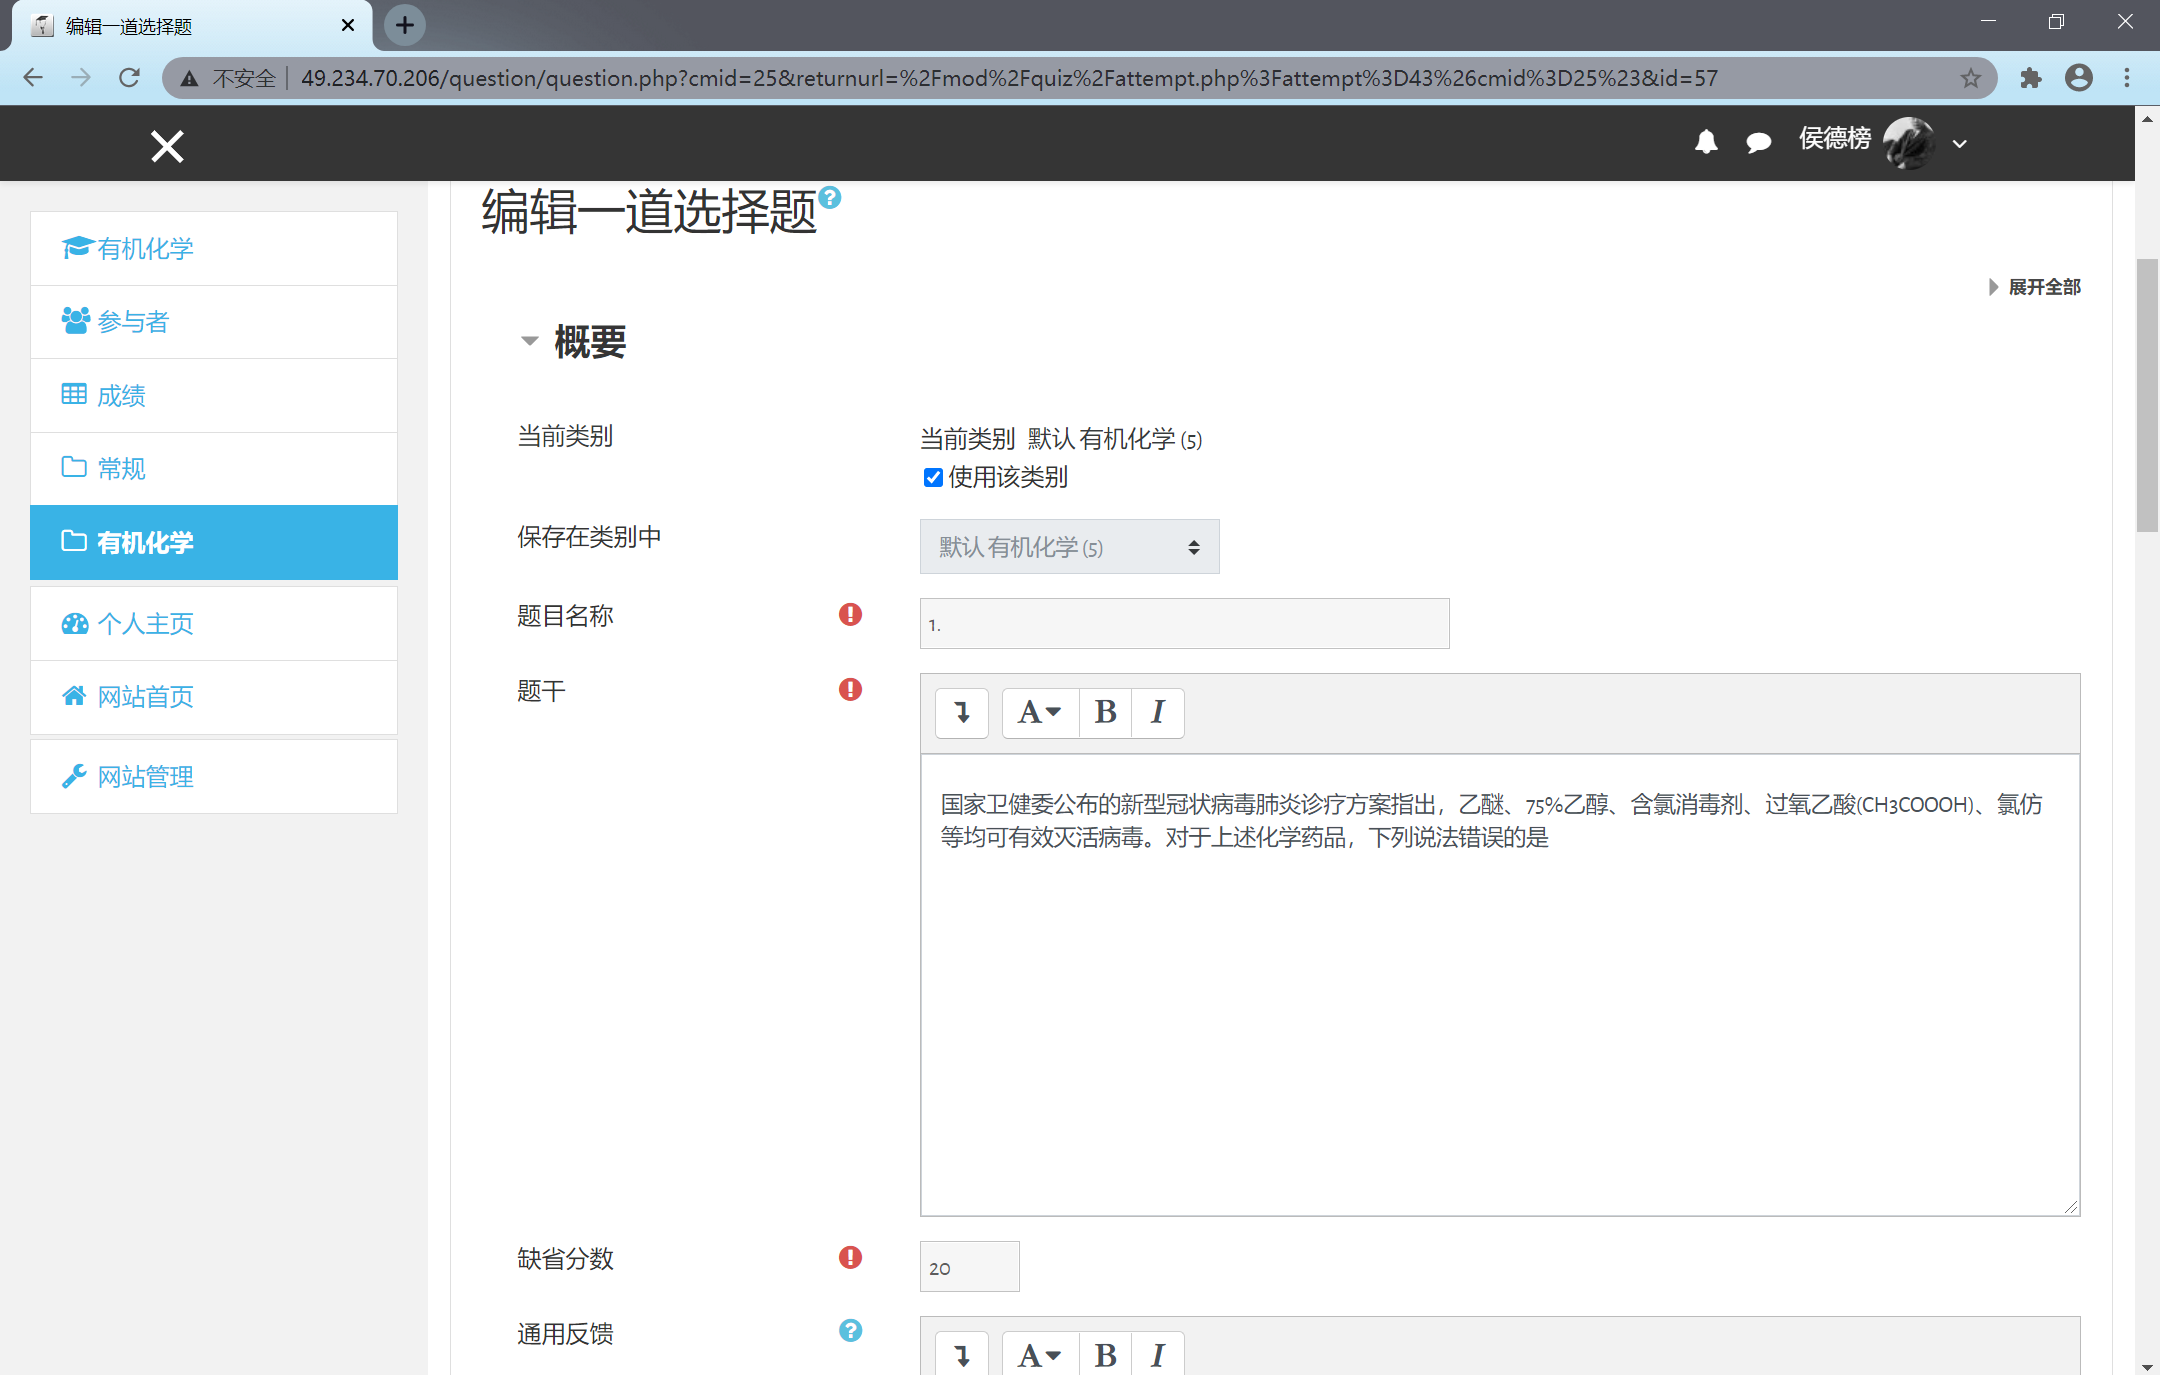 编辑一道选择题
不安全 49.234.70.206/question/question.php?cmid=25&returnurl=%2Fmod%2Fquiz%2Fattempt.php%3Fattempt%3D43%26cmid%3D25%23&id=57
侯德榜
编辑一道选择题
有机化学
参与者
成绩
常规
有机化学
个人主页
网站首页
网站管理
展开全部
概要
当前类别
当前类别 默认 有机化学 (5)
使用该类别
保存在类别中
默认 有机化学 (5)
题目名称
1.
题干
A B I
国家卫健委公布的新型冠状病毒肺炎诊疗方案指出，乙醚、75%乙醇、含氯消毒剂、过氧乙酸(CH3COOOH)、氯仿
等均可有效灭活病毒。对于上述化学药品，下列说法错误的是
缺省分数
20
通用反馈
A B I